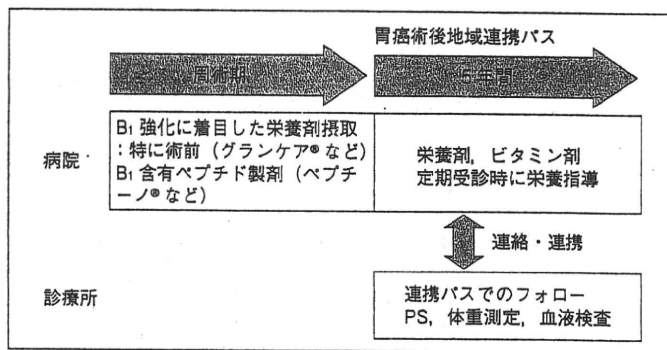 胃癌術後地域連携パス
周術期
5年間
病院
B₁ 強化に着目した栄養剤摂取
：特に術前（グランケア®など）
B₁ 含有ペプチド製剤（ペプ
チーノ®など）
栄養剤，ビタミン剤
定期受診時に栄養指導
連絡・連携
診療所
連携パスでのフォロー
PS，体重測定，血液検査